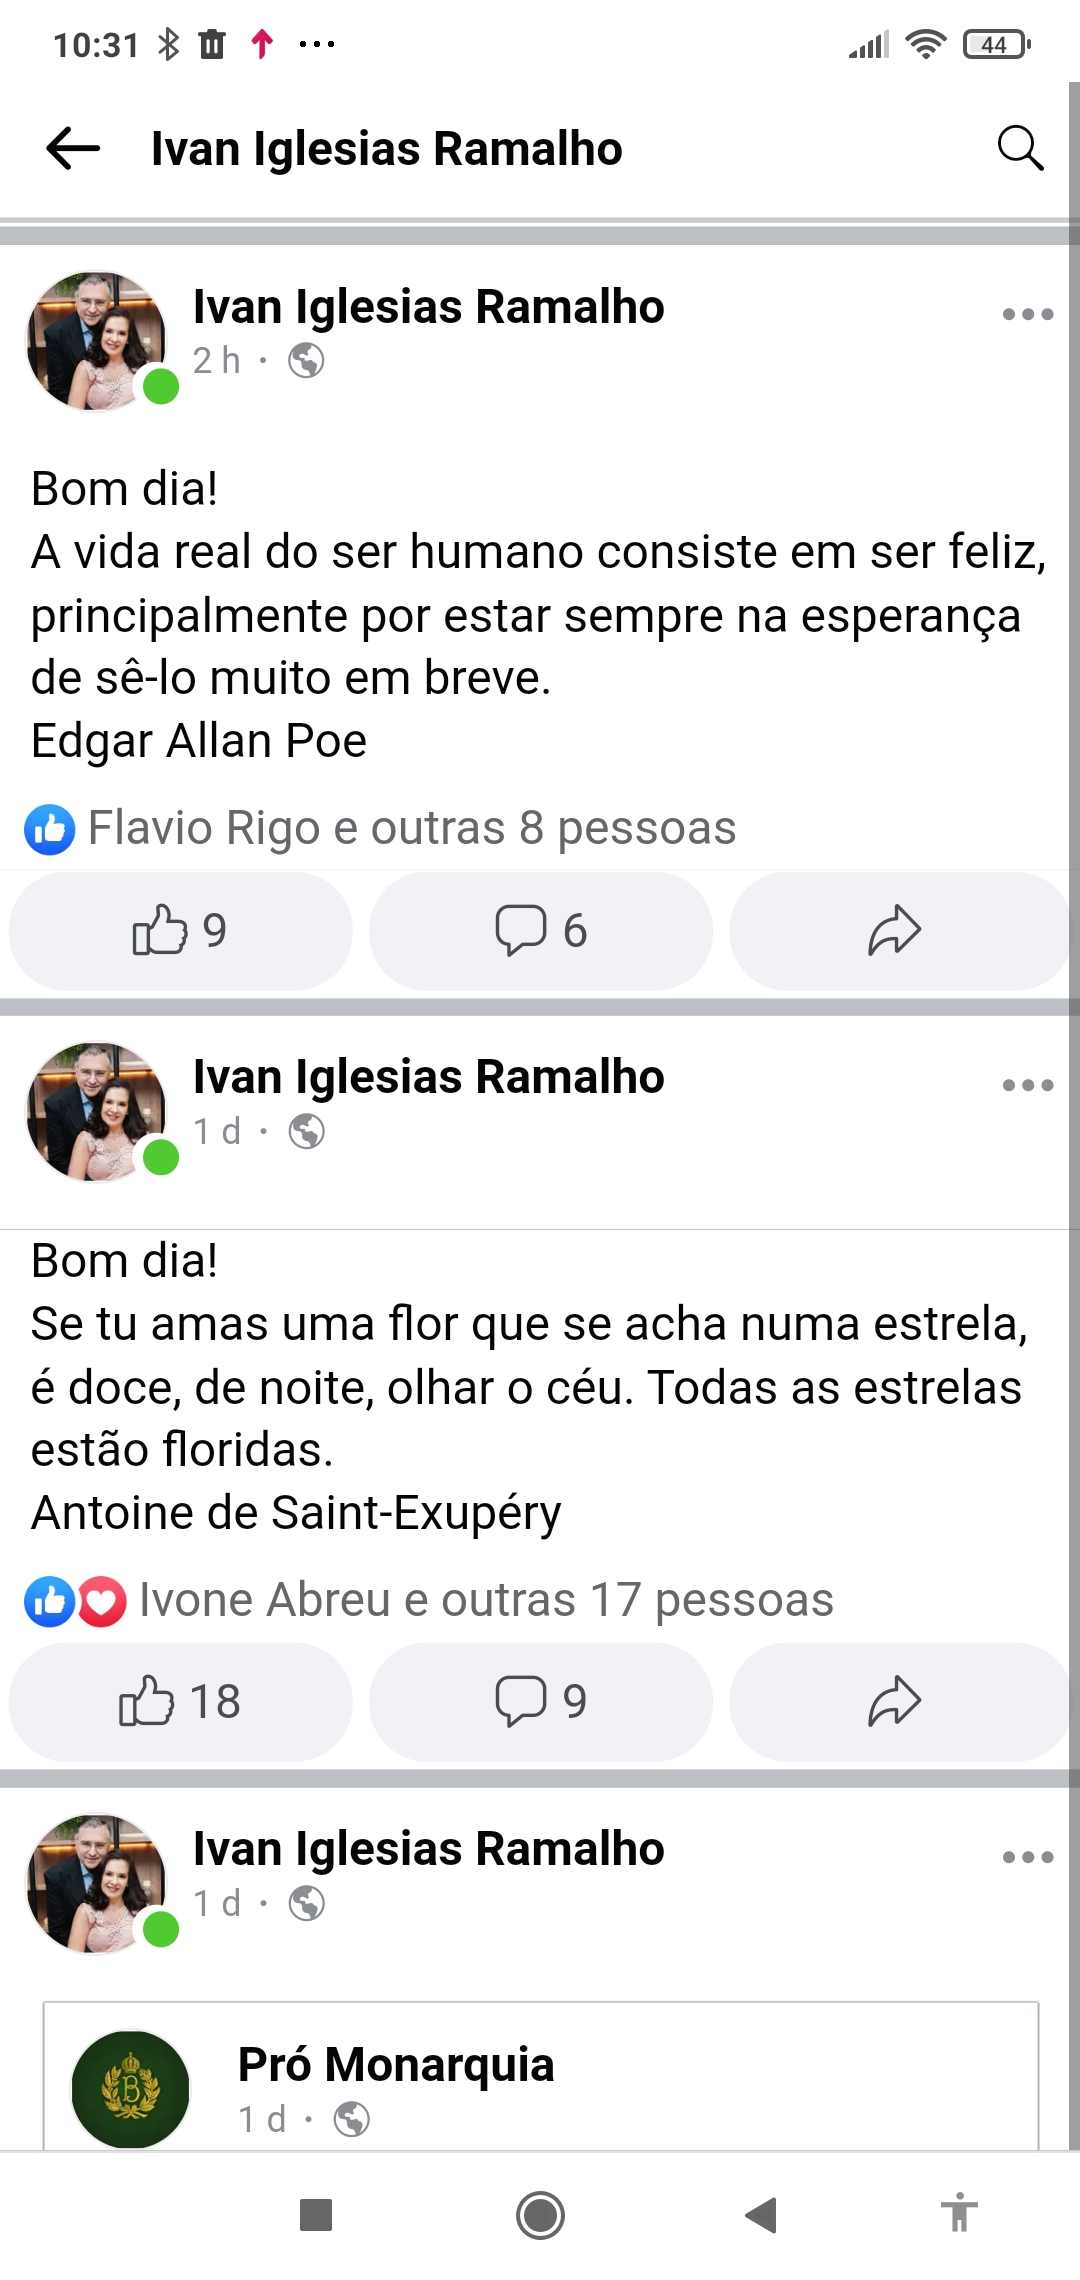 10:31
44
Ivan Iglesias Ramalho
Ivan Iglesias Ramalho
2 h ·
Bom dia!
A vida real do ser humano consiste em ser feliz,
principalmente por estar sempre na esperança
de sê-lo muito em breve.
Edgar Allan Poe
Flavio Rigo e outras 8 pessoas
9
6
Ivan Iglesias Ramalho
1 d ·
Bom dia!
Se tu amas uma flor que se acha numa estrela,
é doce, de noite, olhar o céu. Todas as estrelas
estão floridas.
Antoine de Saint-Exupéry
Ivone Abreu e outras 17 pessoas
18
9
Ivan Iglesias Ramalho
1 d ·
B
Pró Monarquia
1 d ·